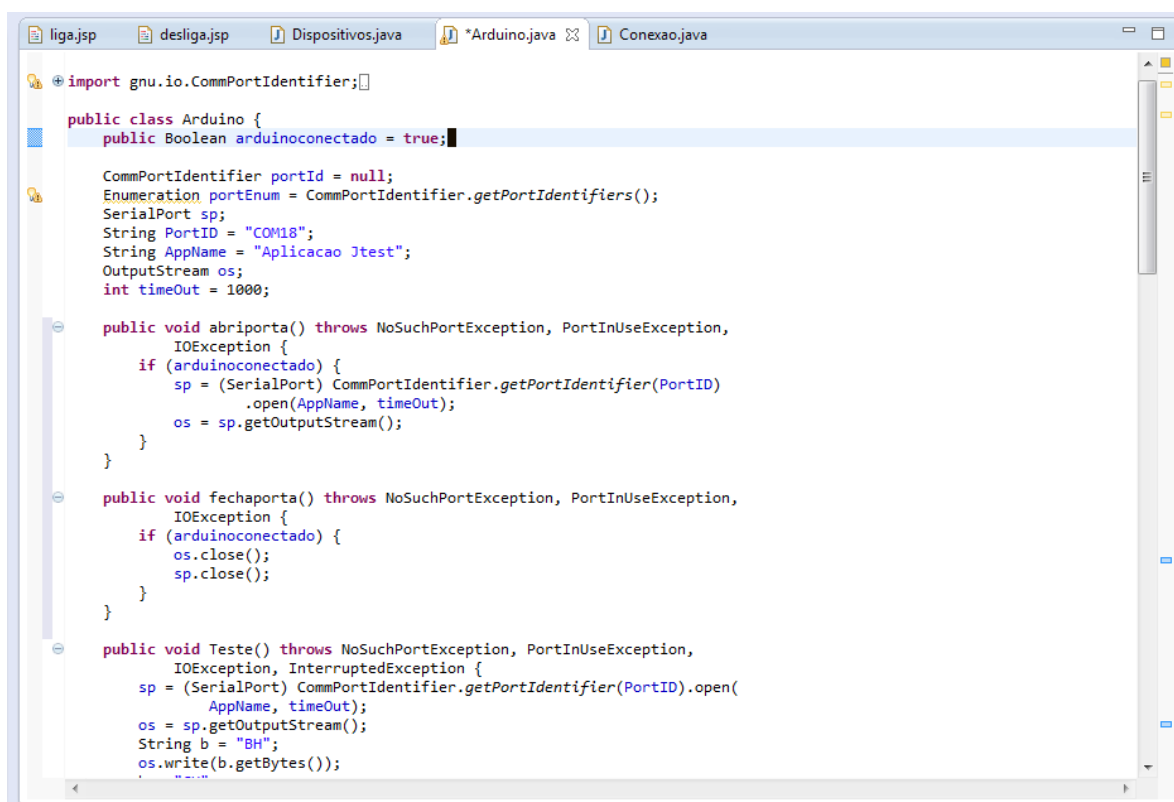 liga.jsp desliga.jsp Dispositivos.java *Arduino.java Conexao.java
import gnu.io.CommPortIdentifier;
public class Arduino {
public Boolean arduinoconectado = true;
CommPortIdentifier portId = null;
Enumeration portEnum = CommPortIdentifier.getPortIdentifiers();
SerialPort sp;
String PortID = "COM18";
String AppName = "Aplicacao Jtest";
OutputStream os;
int timeOut = 1000;
public void abriporta() throws NoSuchPortException, PortInUseException,
IOException {
if (arduinoconectado) {
sp = (SerialPort) CommPortIdentifier.getPortIdentifier(PortID)
.open(AppName, timeOut);
os = sp.getOutputStream();
}
}
public void fechaporta() throws NoSuchPortException, PortInUseException,
IOException {
if (arduinoconectado) {
os.close();
sp.close();
}
}
public void Teste() throws NoSuchPortException, PortInUseException,
IOException, InterruptedException {
sp = (SerialPort) CommPortIdentifier.getPortIdentifier(PortID).open(
AppName, timeOut);
os = sp.getOutputStream();
String b = "BH";
os.write(b.getBytes());